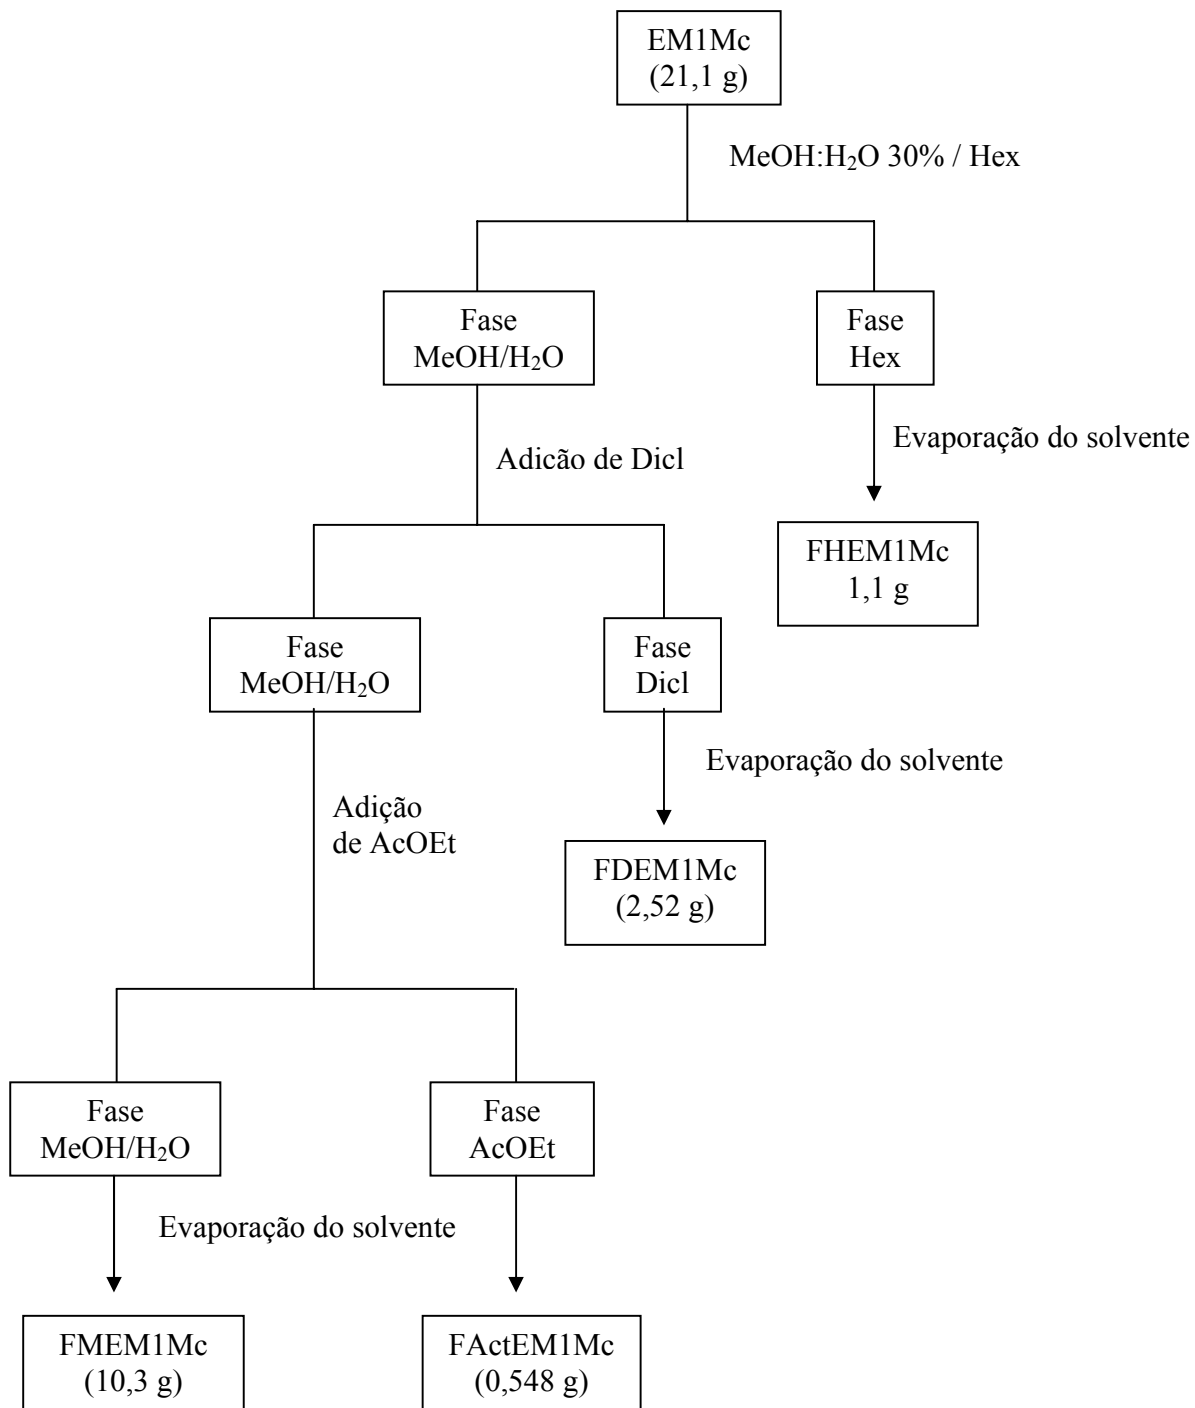 EM1Mc
(21,1 g)
MeOH:H₂O 30% / Hex
Fase
MeOH/H₂O
Fase
Hex
Evaporação do solvente
Adicão de Dicl
FHEM1Mc
1,1 g
Fase
MeOH/H₂O
Fase
Dicl
Evaporação do solvente
Adição
de AcOEt
FDEM1Mc
(2,52 g)
Fase
MeOH/H₂O
Fase
AcOEt
Evaporação do solvente
FMEM1Mc
(10,3 g)
FActEM1Mc
(0,548 g)